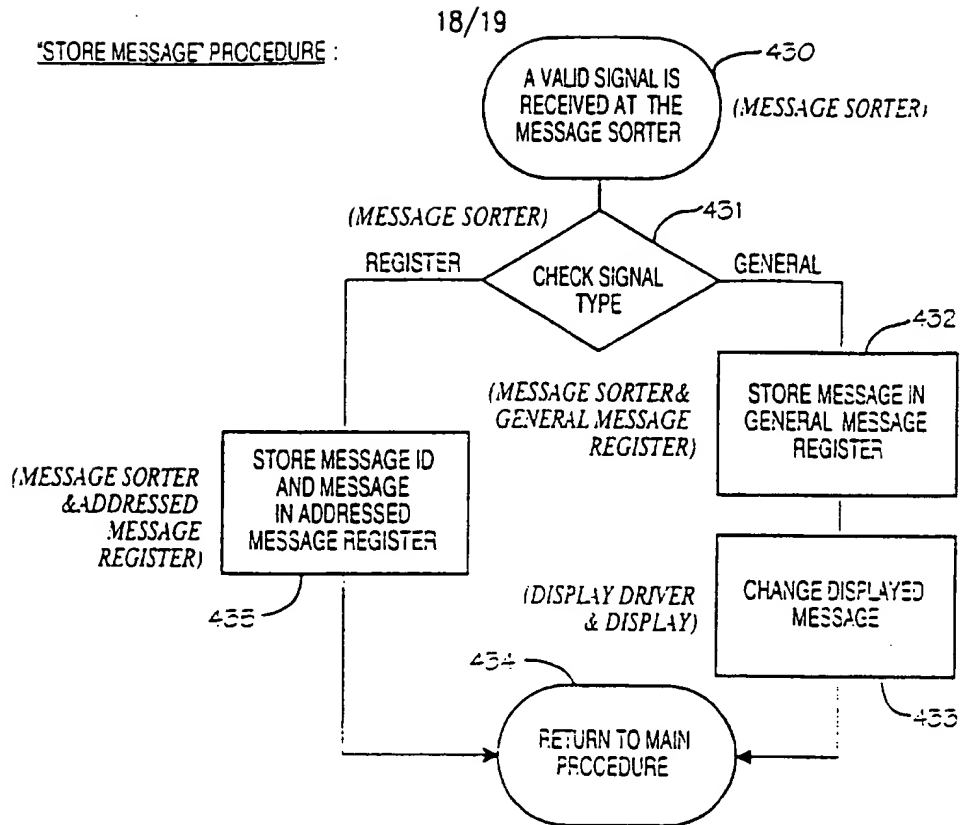 18/19
"STORE MESSAGE" PROCEDURE :
430
A VALID SIGNAL IS
RECEIVED AT THE
MESSAGE SORTER
(MESSAGE SORTER)
(MESSAGE SORTER)
431
REGISTER
CHECK SIGNAL
TYPE
GENERAL
432
(MESSAGE SORTER &
GENERAL MESSAGE
REGISTER)
STORE MESSAGE IN
GENERAL MESSAGE
REGISTER
(MESSAGE SORTER
& ADDRESSED
MESSAGE
REGISTER)
STORE MESSAGE ID
AND MESSAGE
IN ADDRESSED
MESSAGE REGISTER
435
(DISPLAY DRIVER
& DISPLAY)
CHANGE DISPLAYED
MESSAGE
433
434
RETURN TO MAIN
PROCEDURE